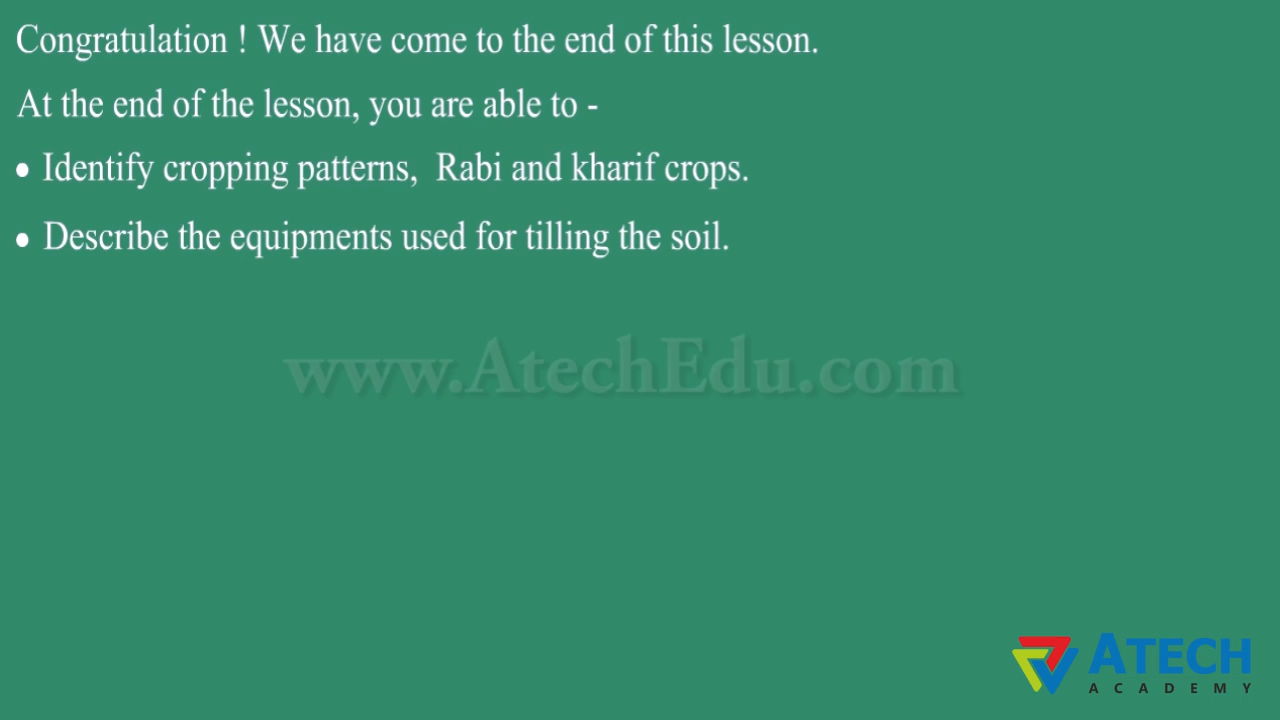 Congratulation ! We have come to the end of this lesson.
At the end of the lesson, you are able to -
• Identify cropping patterns, Rabi and kharif crops.
• Describe the equipments used for tilling the soil.
www.AtechEdu.com
ATECH
ACADEMY